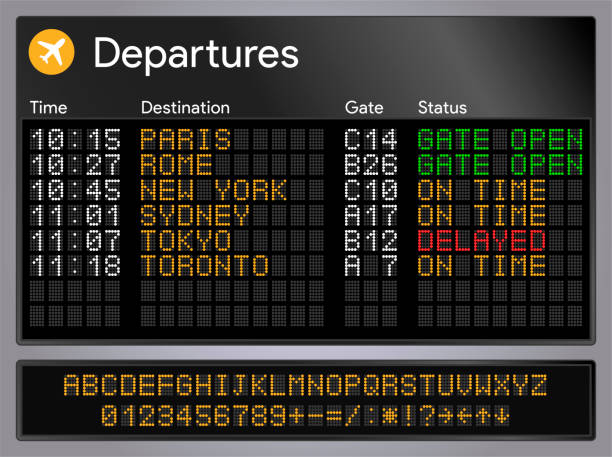 Departures
Time Destination Gate Status
10:15 PARIS C14 GATE OPEN
10:27 ROME B26 GATE OPEN
10:45 NEW YORK C10 ON TIME
11:01 SYDNEY A17 ON TIME
11:07 TOKYO B12 DELAYED
11:18 TORONTO A 7 ON TIME
ABCDEFGHIJKLMNOPQRSTUVWXYZ
0123456789+-=/:*!?→←↑↓